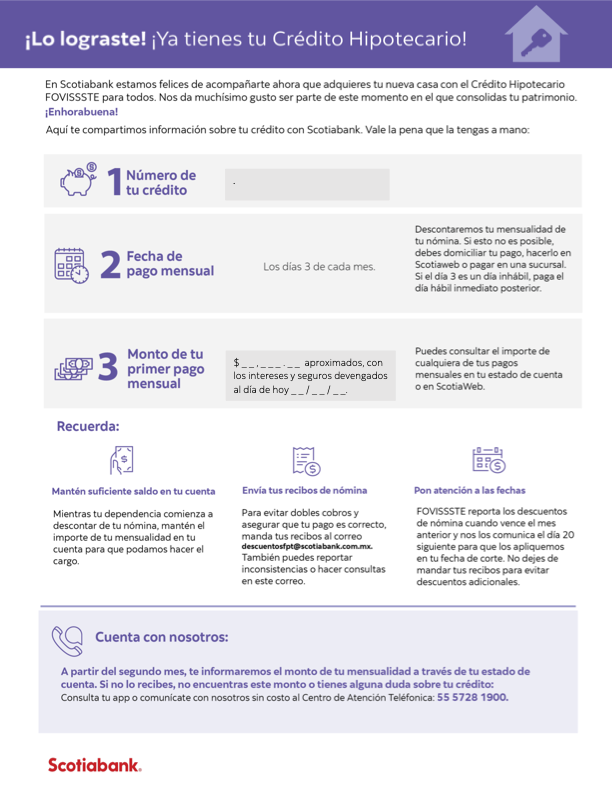 ¡Lo lograste! ¡Ya tienes tu Crédito Hipotecario!
En Scotiabank estamos felices de acompañarte ahora que adquieres tu nueva casa con el Crédito Hipotecario
FOVISSSTE para todos. Nos da muchísimo gusto ser parte de este momento en el que consolidas tu patrimonio.
¡Enhorabuena!
Aquí te compartimos información sobre tu crédito con Scotiabank. Vale la pena que la tengas a mano:
1 Número de
tu crédito
.
2 Fecha de
pago mensual
Los días 3 de cada mes.
Descontaremos tu mensualidad de
tu nómina. Si esto no es posible,
debes domiciliar tu pago, hacerlo en
Scotiaweb o pagar en una sucursal.
Si el día 3 es un día inhábil, paga el
día hábil inmediato posterior.
3 Monto de tu
primer pago
mensual
$ _ _ , _ _ _ . _ _ aproximados, con
los intereses y seguros devengados
al día de hoy _ _ / _ _ / _ _.
Puedes consultar el importe de
cualquiera de tus pagos
mensuales en tu estado de cuenta
o en ScotiaWeb.
Recuerda:
Mantén suficiente saldo en tu cuenta
Mientras tu dependencia comienza a
descontar de tu nómina, mantén el
importe de tu mensualidad en tu
cuenta para que podamos hacer el
cargo.
Envía tus recibos de nómina
Para evitar dobles cobros y
asegurar que tu pago es correcto,
manda tus recibos al correo
descuentosfpt@scotiabank.com.mx.
También puedes reportar
inconsistencias o hacer consultas
en este correo.
Pon atención a las fechas
FOVISSSTE reporta los descuentos
de nómina cuando vence el mes
anterior y nos los comunica el día 20
siguiente para que los apliquemos
en tu fecha de corte. No dejes de
mandar tus recibos para evitar
descuentos adicionales.
Cuenta con nosotros:
A partir del segundo mes, te informaremos el monto de tu mensualidad a través de tu estado de
cuenta. Si no lo recibes, no encuentras este monto o tienes alguna duda sobre tu crédito:
Consulta tu app o comunícate con nosotros sin costo al Centro de Atención Teléfonica: 55 5728 1900.
Scotiabank.